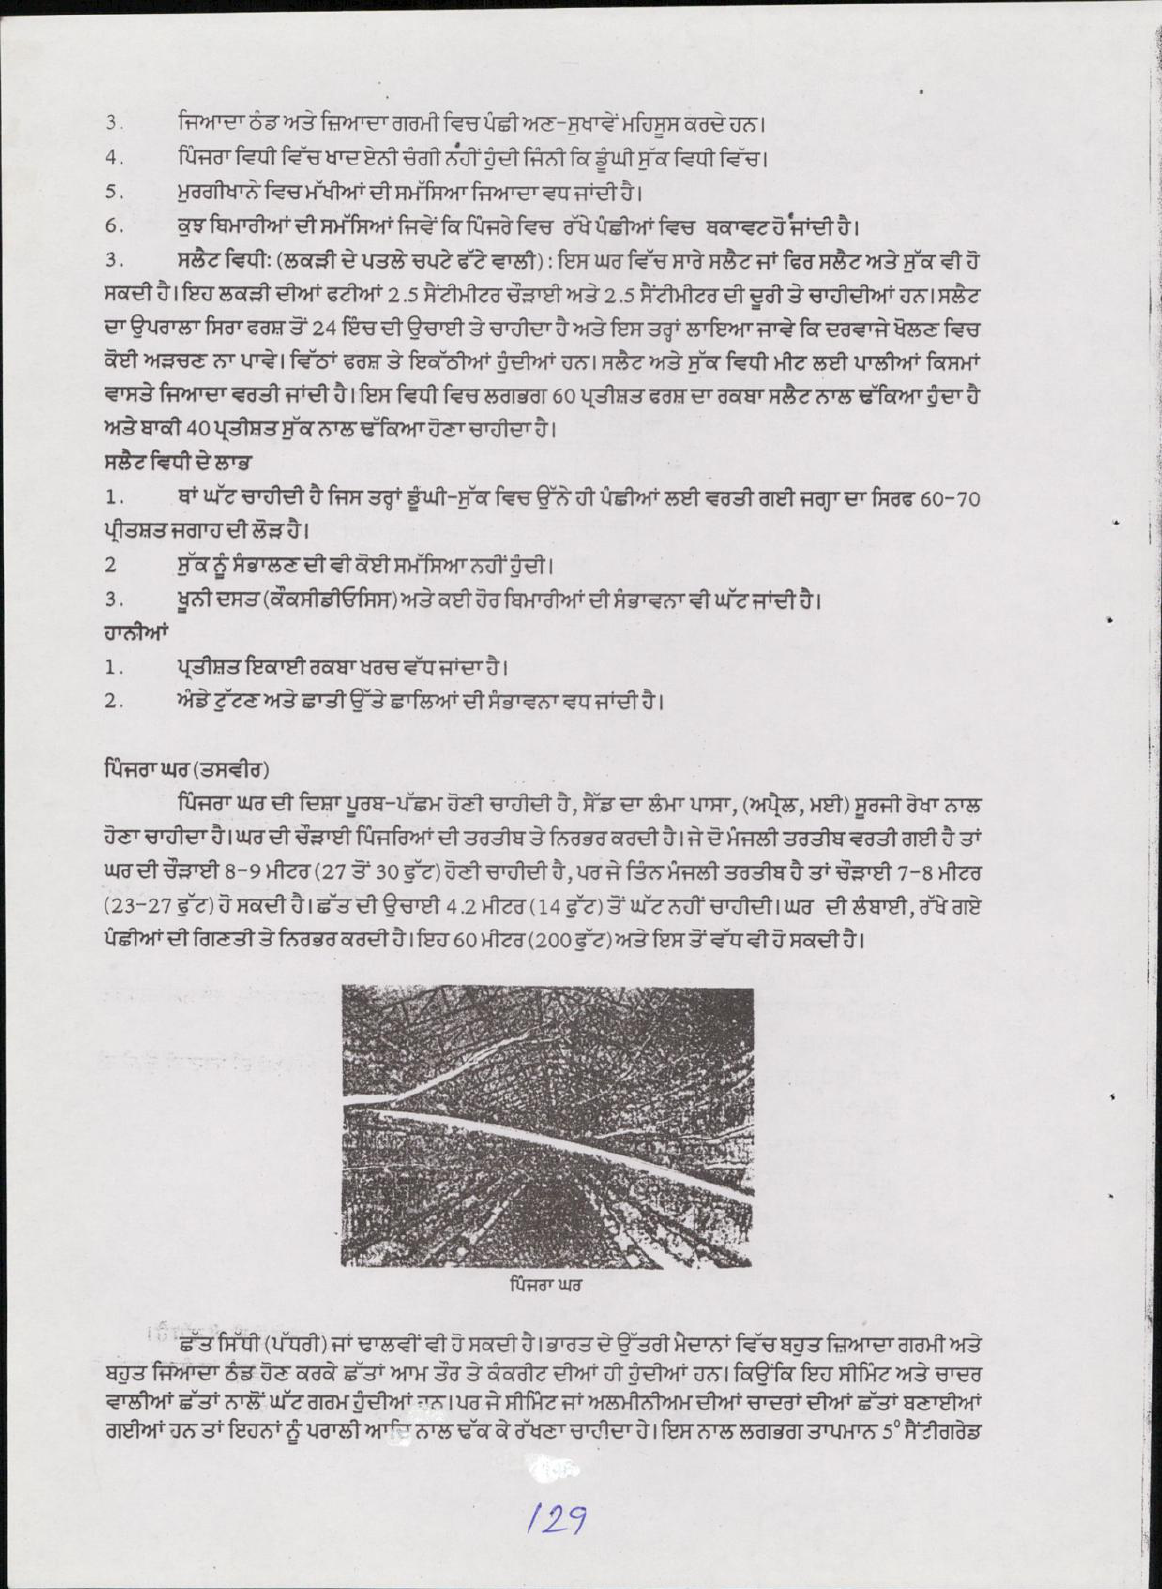 3. ਜਿਆਦਾ ਠੰਡ ਅਤੇ ਜ਼ਿਆਦਾ ਗਰਮੀ ਵਿਚ ਪੰਛੀ ਅਣ-ਸੁਖਾਵੇਂ ਮਹਿਸੂਸ ਕਰਦੇ ਹਨ।
4. ਪਿੰਜਰਾ ਵਿਧੀ ਵਿੱਚ ਖਾਦ ਏਨੀ ਚੰਗੀ ਨਹੀਂ ਹੁੰਦੀ ਜਿੰਨੀ ਕਿ ਡੂੰਘੀ ਸੁੱਕ ਵਿਧੀ ਵਿੱਚ।
5. ਮੁਰਗੀਖਾਨੇ ਵਿਚ ਮੱਖੀਆਂ ਦੀ ਸਮੱਸਿਆ ਜਿਆਦਾ ਵਧ ਜਾਂਦੀ ਹੈ।
6. ਕੁਝ ਬਿਮਾਰੀਆਂ ਦੀ ਸਮੱਸਿਆਂ ਜਿਵੇਂ ਕਿ ਪਿੰਜਰੇ ਵਿਚ ਰੱਖੇ ਪੰਛੀਆਂ ਵਿਚ ਥਕਾਵਟ ਹੋ ਜਾਂਦੀ ਹੈ।
3. ਸਲੈਟ ਵਿਧੀ: (ਲਕੜੀ ਦੇ ਪਤਲੇ ਚਪਟੇ ਫੱਟੇ ਵਾਲੀ) : ਇਸ ਘਰ ਵਿੱਚ ਸਾਰੇ ਸਲੈਟ ਜਾਂ ਫਿਰ ਸਲੈਟ ਅਤੇ ਸੁੱਕ ਵੀ ਹੋ
ਸਕਦੀ ਹੈ। ਇਹ ਲਕੜੀ ਦੀਆਂ ਫਟੀਆਂ 2.5 ਸੈਂਟੀਮੀਟਰ ਚੌੜਾਈ ਅਤੇ 2.5 ਸੈਂਟੀਮੀਟਰ ਦੀ ਦੂਰੀ ਤੇ ਚਾਹੀਦੀਆਂ ਹਨ। ਸਲੈਟ
ਦਾ ਉਪਰਾਲਾ ਸਿਰਾ ਫਰਸ਼ ਤੋਂ 24 ਇੰਚ ਦੀ ਉਚਾਈ ਤੇ ਚਾਹੀਦਾ ਹੈ ਅਤੇ ਇਸ ਤਰ੍ਹਾਂ ਲਾਇਆ ਜਾਵੇ ਕਿ ਦਰਵਾਜੇ ਖੋਲਣ ਵਿਚ
ਕੋਈ ਅੜਚਣ ਨਾ ਪਾਵੇ। ਵਿੱਠਾਂ ਫਰਸ਼ ਤੇ ਇਕੱਠੀਆਂ ਹੁੰਦੀਆਂ ਹਨ। ਸਲੈਟ ਅਤੇ ਸੁੱਕ ਵਿਧੀ ਮੀਟ ਲਈ ਪਾਲੀਆਂ ਕਿਸਮਾਂ
ਵਾਸਤੇ ਜਿਆਦਾ ਵਰਤੀ ਜਾਂਦੀ ਹੈ। ਇਸ ਵਿਧੀ ਵਿਚ ਲਗਭਗ 60 ਪ੍ਰਤੀਸ਼ਤ ਫਰਸ਼ ਦਾ ਰਕਬਾ ਸਲੈਟ ਨਾਲ ਢੱਕਿਆ ਹੁੰਦਾ ਹੈ
ਅਤੇ ਬਾਕੀ 40 ਪ੍ਰਤੀਸ਼ਤ ਸੁੱਕ ਨਾਲ ਢੱਕਿਆ ਹੋਣਾ ਚਾਹੀਦਾ ਹੈ।
ਸਲੈਟ ਵਿਧੀ ਦੇ ਲਾਭ
1. ਥਾਂ ਘੱਟ ਚਾਹੀਦੀ ਹੈ ਜਿਸ ਤਰ੍ਹਾਂ ਡੂੰਘੀ-ਸੁੱਕ ਵਿਚ ਉੱਨੇ ਹੀ ਪੰਛੀਆਂ ਲਈ ਵਰਤੀ ਗਈ ਜਗ੍ਹਾ ਦਾ ਸਿਰਫ 60-70
ਪ੍ਰੀਤਸ਼ਤ ਜਗਾਹ ਦੀ ਲੋੜ ਹੈ।
2 ਸੁੱਕ ਨੂੰ ਸੰਭਾਲਣ ਦੀ ਵੀ ਕੋਈ ਸਮੱਸਿਆ ਨਹੀਂ ਹੁੰਦੀ।
3. ਖੂਨੀ ਦਸਤ (ਕੌਕਸੀਡੀਓਸਿਸ) ਅਤੇ ਕਈ ਹੋਰ ਬਿਮਾਰੀਆਂ ਦੀ ਸੰਭਾਵਨਾ ਵੀ ਘੱਟ ਜਾਂਦੀ ਹੈ।
ਹਾਨੀਆਂ
1. ਪ੍ਰਤੀਸ਼ਤ ਇਕਾਈ ਰਕਬਾ ਖਰਚ ਵੱਧ ਜਾਂਦਾ ਹੈ।
2. ਅੰਡੇ ਟੁੱਟਣ ਅਤੇ ਛਾਤੀ ਉੱਤੇ ਛਾਲਿਆਂ ਦੀ ਸੰਭਾਵਨਾ ਵਧ ਜਾਂਦੀ ਹੈ।
ਪਿੰਜਰਾ ਘਰ (ਤਸਵੀਰ)
ਪਿੰਜਰਾ ਘਰ ਦੀ ਦਿਸ਼ਾ ਪੂਰਬ-ਪੱਛਮ ਹੋਣੀ ਚਾਹੀਦੀ ਹੈ, ਸੈੱਡ ਦਾ ਲੰਮਾ ਪਾਸਾ, (ਅਪ੍ਰੈਲ, ਮਈ) ਸੂਰਜੀ ਰੇਖਾ ਨਾਲ
ਹੋਣਾ ਚਾਹੀਦਾ ਹੈ। ਘਰ ਦੀ ਚੌੜਾਈ ਪਿੰਜਰਿਆਂ ਦੀ ਤਰਤੀਬ ਤੇ ਨਿਰਭਰ ਕਰਦੀ ਹੈ। ਜੇ ਦੋ ਮੰਜਲੀ ਤਰਤੀਬ ਵਰਤੀ ਗਈ ਹੈ ਤਾਂ
ਘਰ ਦੀ ਚੌੜਾਈ 8-9 ਮੀਟਰ (27 ਤੋਂ 30 ਫੁੱਟ) ਹੋਣੀ ਚਾਹੀਦੀ ਹੈ, ਪਰ ਜੇ ਤਿੰਨ ਮੰਜਲੀ ਤਰਤੀਬ ਹੈ ਤਾਂ ਚੌੜਾਈ 7-8 ਮੀਟਰ
(23-27 ਫੁੱਟ) ਹੋ ਸਕਦੀ ਹੈ। ਛੱਤ ਦੀ ਉਚਾਈ 4.2 ਮੀਟਰ (14 ਫੁੱਟ) ਤੋਂ ਘੱਟ ਨਹੀਂ ਚਾਹੀਦੀ। ਘਰ ਦੀ ਲੰਬਾਈ, ਰੱਖੇ ਗਏ
ਪੰਛੀਆਂ ਦੀ ਗਿਣਤੀ ਤੇ ਨਿਰਭਰ ਕਰਦੀ ਹੈ। ਇਹ 60 ਮੀਟਰ (200 ਫੁੱਟ) ਅਤੇ ਇਸ ਤੋਂ ਵੱਧ ਵੀ ਹੋ ਸਕਦੀ ਹੈ।
ਪਿੰਜਰਾ ਘਰ
ਛੱਤ ਸਿੱਧੀ (ਪੱਧਰੀ) ਜਾਂ ਢਾਲਵੀਂ ਵੀ ਹੋ ਸਕਦੀ ਹੈ। ਭਾਰਤ ਦੇ ਉੱਤਰੀ ਮੈਦਾਨਾਂ ਵਿੱਚ ਬਹੁਤ ਜ਼ਿਆਦਾ ਗਰਮੀ ਅਤੇ
ਬਹੁਤ ਜਿਆਦਾ ਠੰਡ ਹੋਣ ਕਰਕੇ ਛੱਤਾਂ ਆਮ ਤੌਰ ਤੇ ਕੰਕਰੀਟ ਦੀਆਂ ਹੀ ਹੁੰਦੀਆਂ ਹਨ। ਕਿਉਂਕਿ ਇਹ ਸੀਮਿੰਟ ਅਤੇ ਚਾਦਰ
ਵਾਲੀਆਂ ਛੱਤਾਂ ਨਾਲੋਂ ਘੱਟ ਗਰਮ ਹੁੰਦੀਆਂ ਹਨ। ਪਰ ਜੇ ਸੀਮਿੰਟ ਜਾਂ ਅਲਮੀਨੀਅਮ ਦੀਆਂ ਚਾਦਰਾਂ ਦੀਆਂ ਛੱਤਾਂ ਬਣਾਈਆਂ
ਗਈਆਂ ਹਨ ਤਾਂ ਇਹਨਾਂ ਨੂੰ ਪਰਾਲੀ ਆਦਿ ਨਾਲ ਢੱਕ ਕੇ ਰੱਖਣਾ ਚਾਹੀਦਾ ਹੇ। ਇਸ ਨਾਲ ਲਗਭਗ ਤਾਪਮਾਨ 5° ਸੈਂਟੀਗਰੇਡ
129